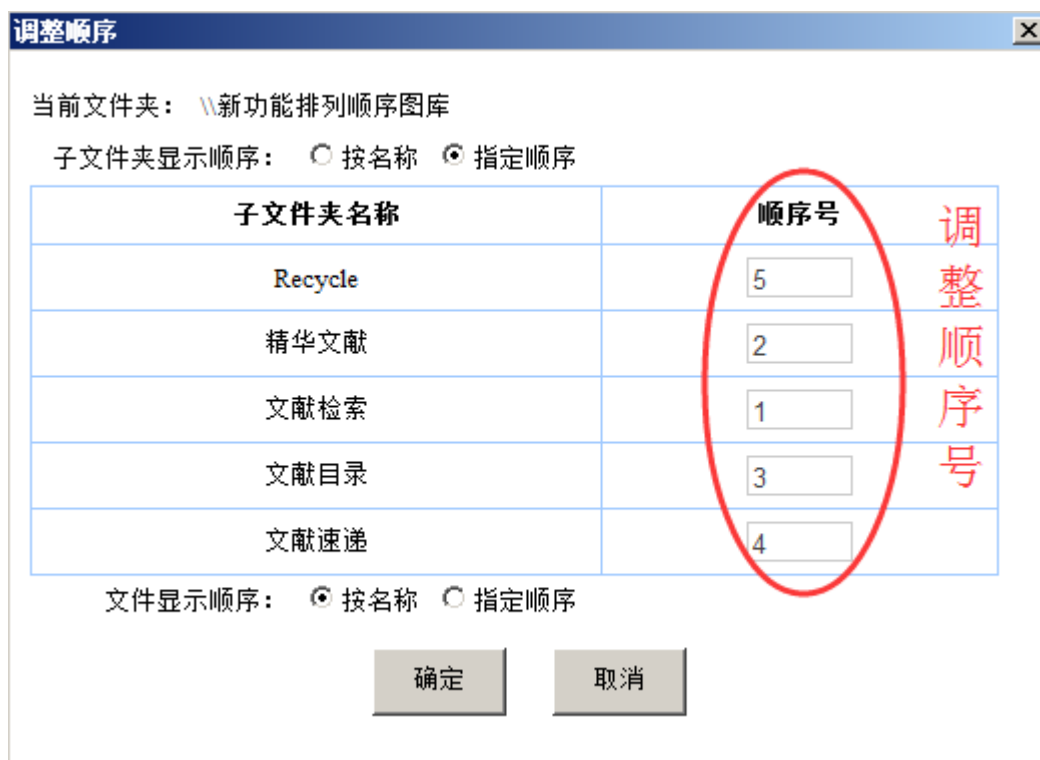 调整顺序
当前文件夹： \\新功能排列顺序图库
子文件夹显示顺序： 按名称 指定顺序
子文件夹名称 顺序号
Recycle 5
精华文献 2
文献检索 1
文献目录 3
文献速递 4
调整顺序号
文件显示顺序： 按名称 指定顺序
确定 取消